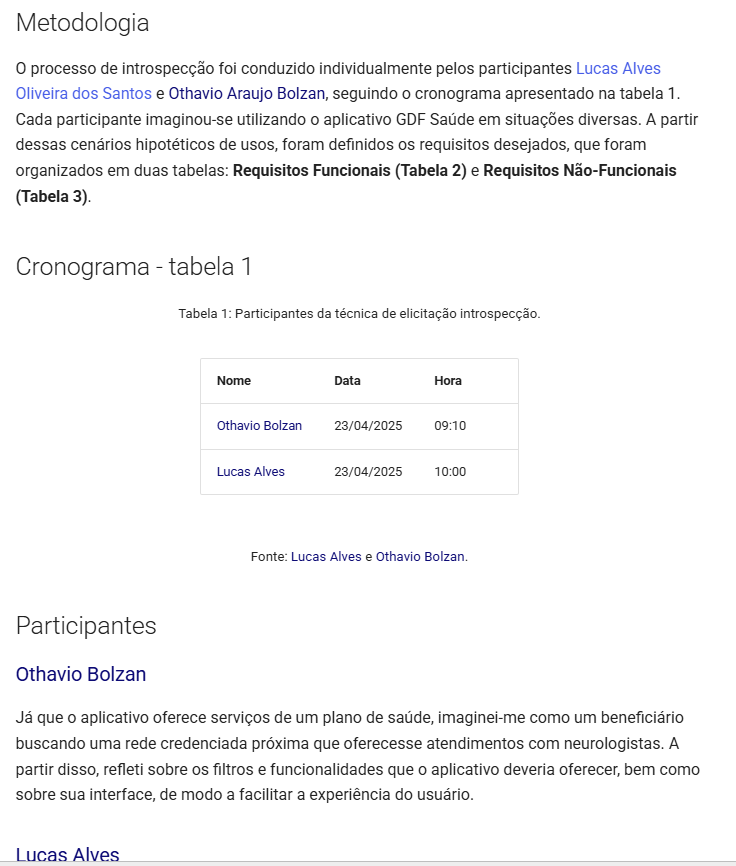 Metodologia
O processo de introspecção foi conduzido individualmente pelos participantes Lucas Alves
Oliveira dos Santos e Othavio Araujo Bolzan, seguindo o cronograma apresentado na tabela 1.
Cada participante imaginou-se utilizando o aplicativo GDF Saúde em situações diversas. A partir
dessas cenários hipotéticos de usos, foram definidos os requisitos desejados, que foram
organizados em duas tabelas: Requisitos Funcionais (Tabela 2) e Requisitos Não-Funcionais
(Tabela 3).
Cronograma - tabela 1
Tabela 1: Participantes da técnica de elicitação introspecção.
Nome Data Hora
Othavio Bolzan 23/04/2025 09:10
Lucas Alves 23/04/2025 10:00
Fonte: Lucas Alves e Othavio Bolzan.
Participantes
Othavio Bolzan
Já que o aplicativo oferece serviços de um plano de saúde, imaginei-me como um beneficiário
buscando uma rede credenciada próxima que oferecesse atendimentos com neurologistas. A
partir disso, refleti sobre os filtros e funcionalidades que o aplicativo deveria oferecer, bem como
sobre sua interface, de modo a facilitar a experiência do usuário.
Lucas Alves